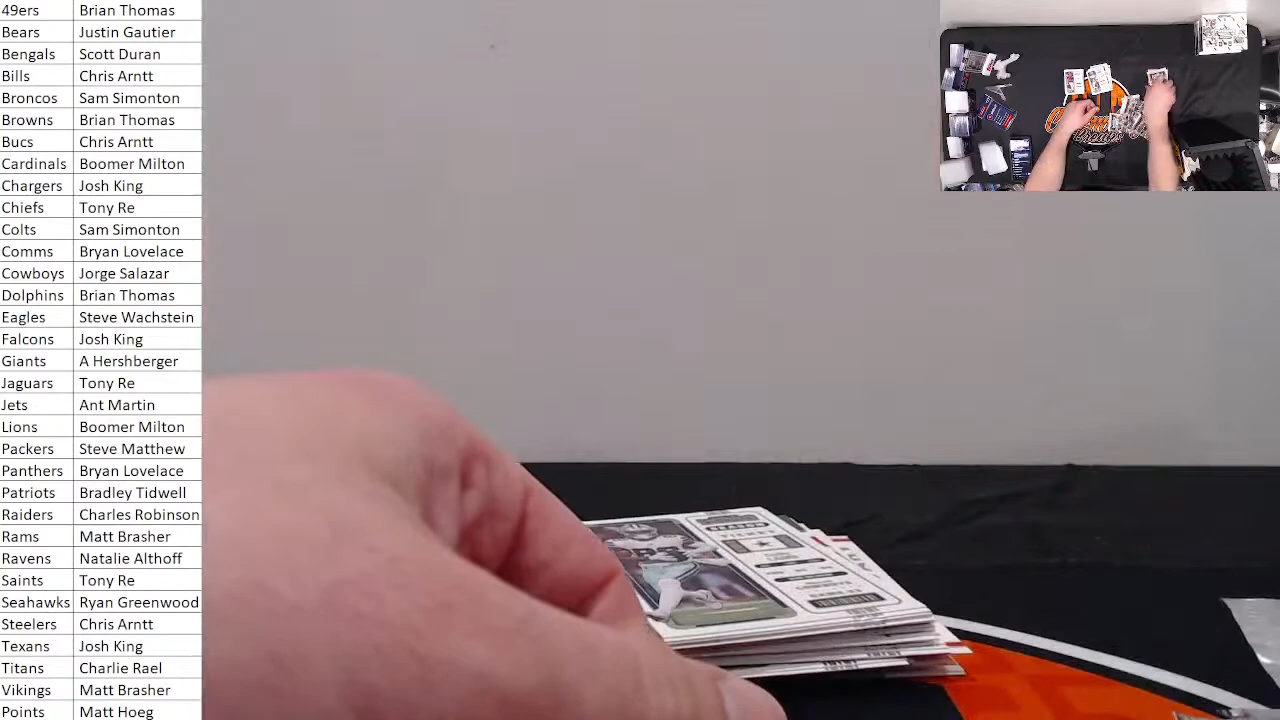 49ers Brian Thomas
Bears Justin Gautier
Bengals Scott Duran
Bills Chris Arntt
Broncos Sam Simonton
Browns Brian Thomas
Bucs Chris Arntt
Cardinals Boomer Milton
Chargers Josh King
Chiefs Tony Re
Colts Sam Simonton
Comms Bryan Lovelace
Cowboys Jorge Salazar
Dolphins Brian Thomas
Eagles Steve Wachstein
Falcons Josh King
Giants A Hershberger
Jaguars Tony Re
Jets Ant Martin
Lions Boomer Milton
Packers Steve Matthew
Panthers Bryan Lovelace
Patriots Bradley Tidwell
Raiders Charles Robinson
Rams Matt Brasher
Ravens Natalie Althoff
Saints Tony Re
Seahawks Ryan Greenwood
Steelers Chris Arntt
Texans Josh King
Titans Charlie Rael
Vikings Matt Brasher
Points Matt Hoeg
SEASON